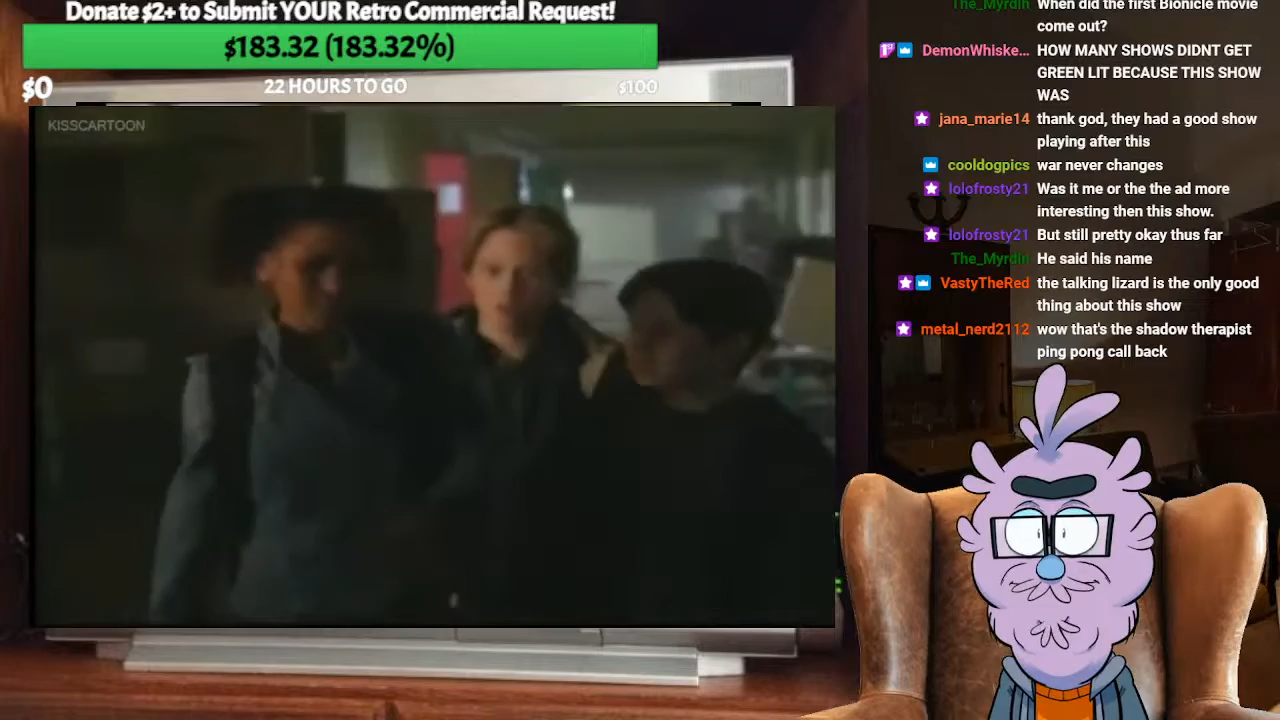 Donate $2+ to Submit YOUR Retro Commercial Request!
$183.32 (183.32%)
$0
22 HOURS TO GO
$100
KISSCARTOON
The_Myrdin When did the first Bionicle movie
come out?
DemonWhiske... HOW MANY SHOWS DIDNT GET
GREEN LIT BECAUSE THIS SHOW
WAS
jana_marie14 thank god, they had a good show
playing after this
cooldogpics war never changes
lolofrosty21 Was it me or the the ad more
interesting then this show.
lolofrosty21 But still pretty okay thus far
The_Myrdin He said his name
VastyTheRed the talking lizard is the only good
thing about this show
metal_nerd2112 wow that's the shadow therapist
ping pong call back